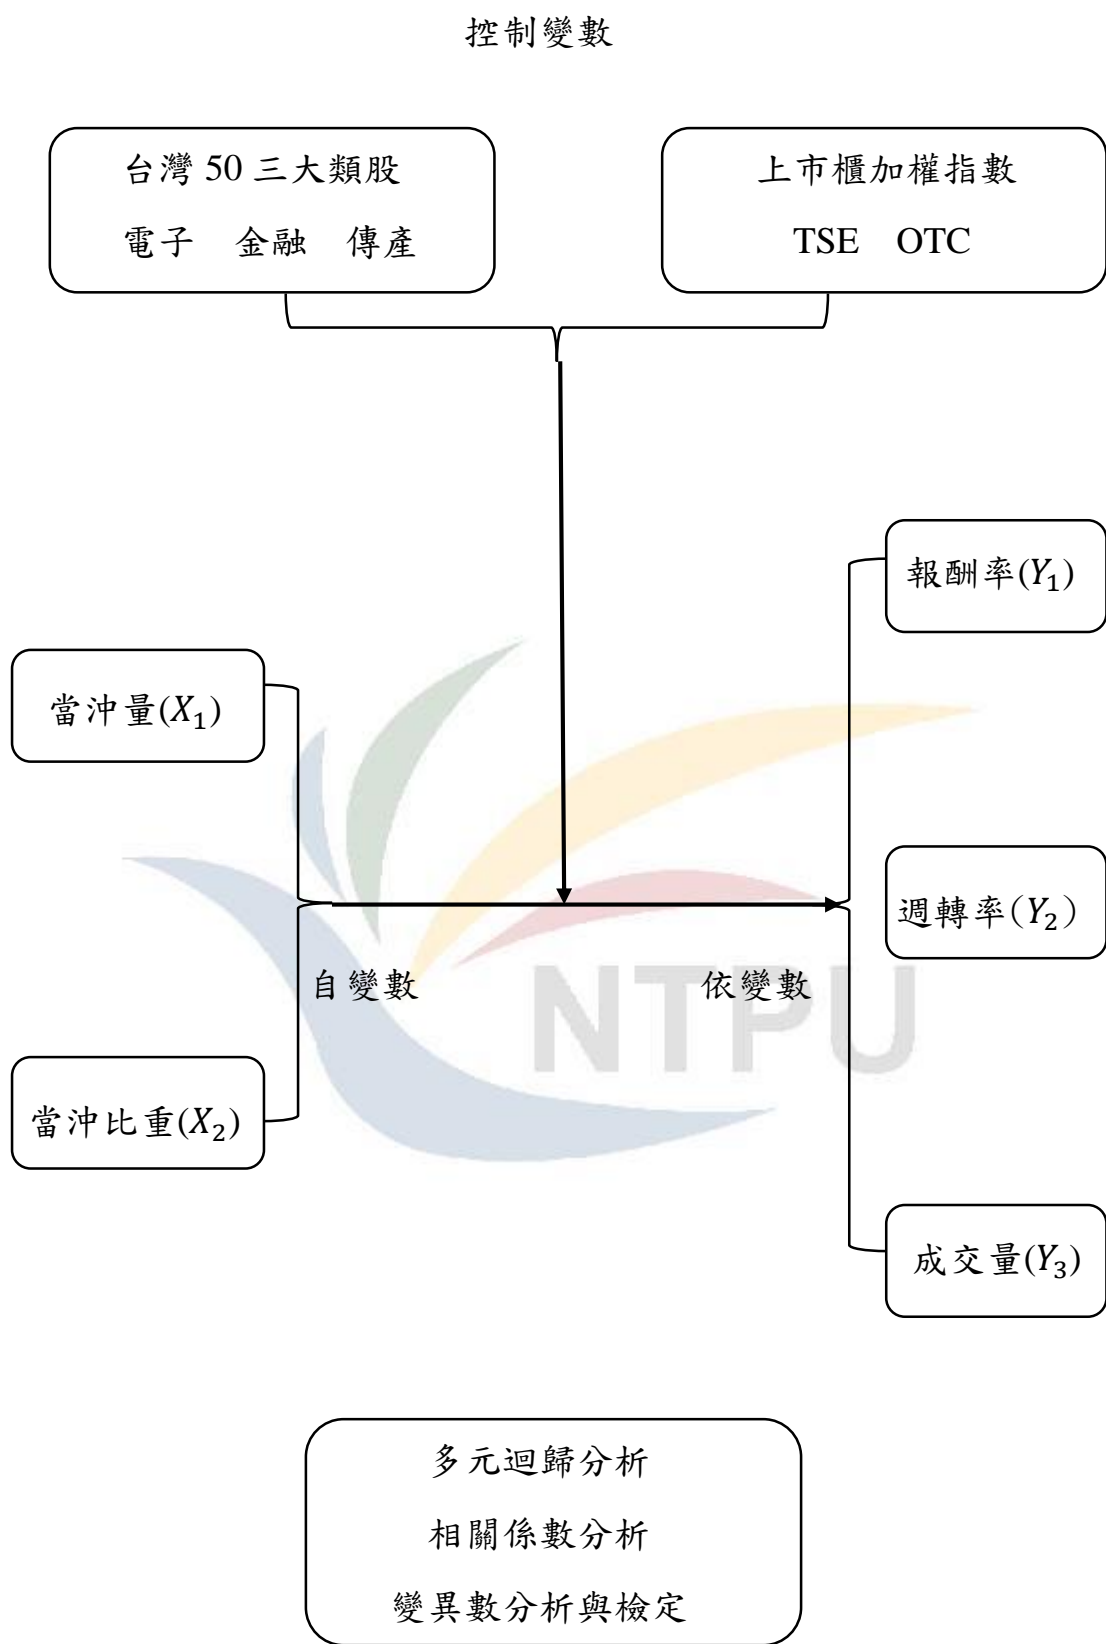 控制變數
台灣 50 三大類股
電子 金融 傳產
上市櫃加權指數
TSE OTC
報酬率(Y₁)
當沖量(X₁)
週轉率(Y₂)
自變數
依變數
NTPU
當沖比重(X₂)
成交量(Y₃)
多元迴歸分析
相關係數分析
變異數分析與檢定